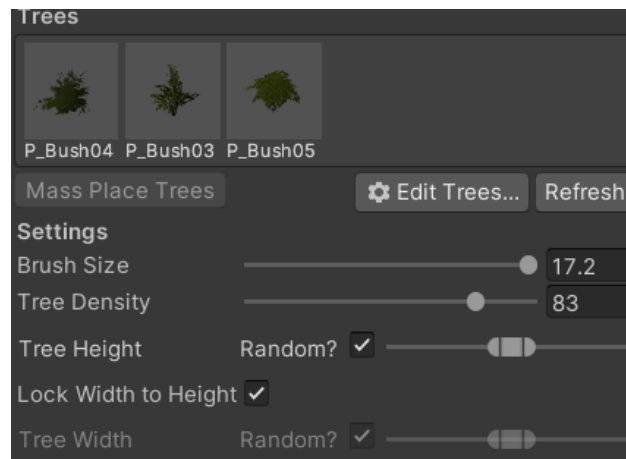 Trees
P_Bush04 P_Bush03 P_Bush05
Mass Place Trees Edit Trees... Refresh
Settings
Brush Size 17.2
Tree Density 83
Tree Height Random?
Lock Width to Height
Tree Width Random?